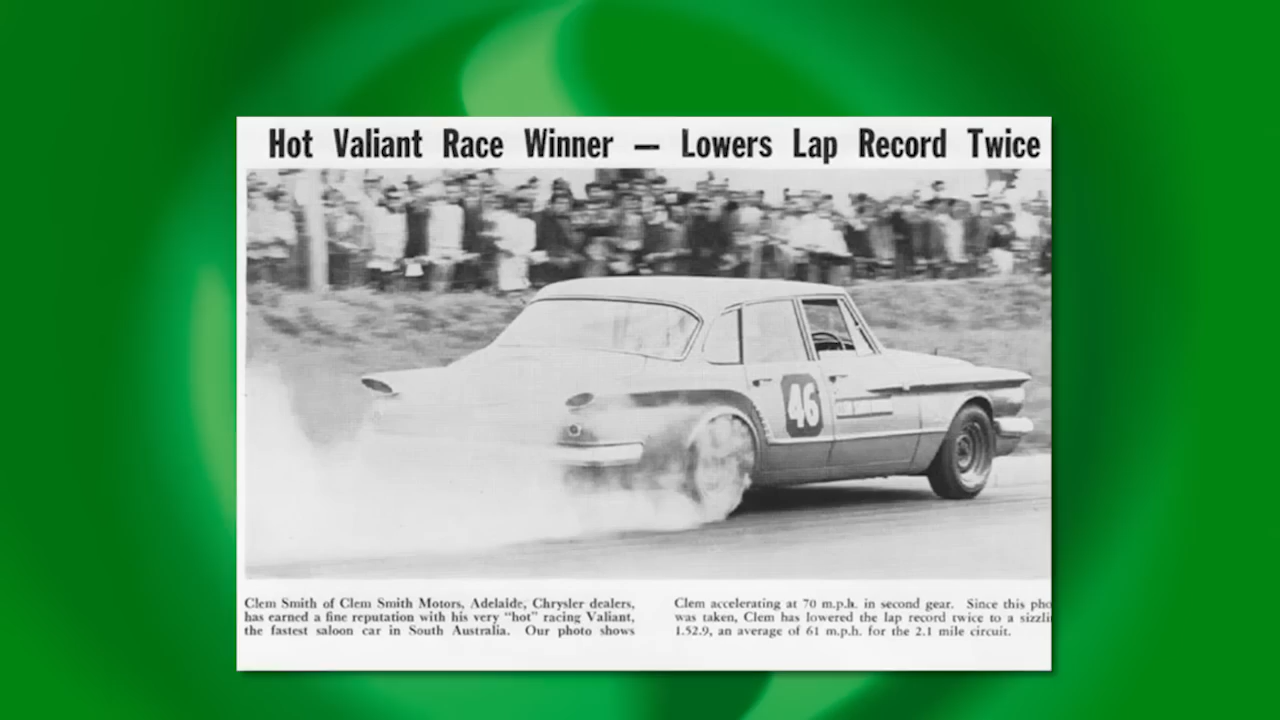 Hot Valiant Race Winner — Lowers Lap Record Twice
46
Clem Smith of Clem Smith Motors, Adelaide, Chrysler dealers,
has earned a fine reputation with his very “hot” racing Valiant,
the fastest saloon car in South Australia. Our photo shows
Clem accelerating at 70 m.p.h. in second gear. Since this
was taken, Clem has lowered the lap record twice to a
1.52.9, an average of 61 m.p.h. for the 2.1 mile circuit.